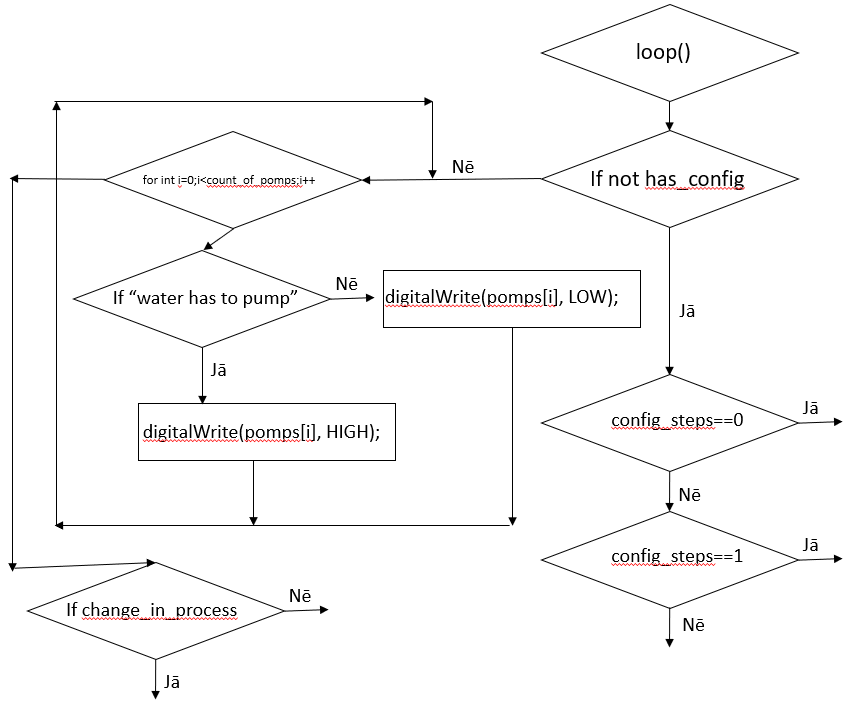 loop()
Nē
If not has_config
for int i=0;i<count_of_pomps;i++
If “water has to pump”
Nē
digitalWrite(pomps[i], LOW);
Jā
Jā
digitalWrite(pomps[i], HIGH);
config_steps==0
Jā
Nē
config_steps==1
Jā
If change_in_process
Nē
Nē
Jā